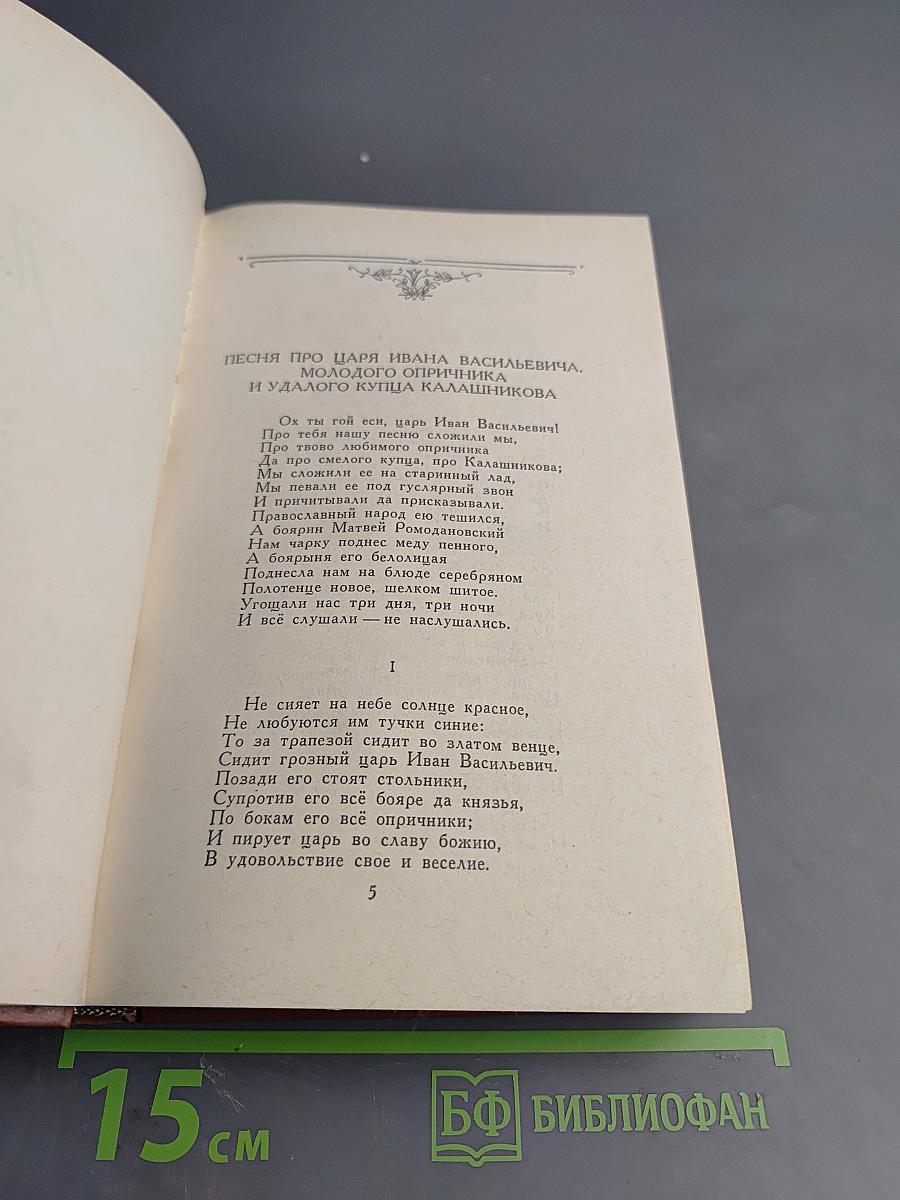 ПЕСНЯ ПРО ЦАРЯ ИВАНА ВАСИЛЬЕВИЧА,
МОЛОДОГО ОПРИЧНИКА
И УДАЛОГО КУПЦА КАЛАШНИКОВА
Ох ты гой еси, царь Иван Васильевич!
Про тебя нашу песню сложили мы,
Про твово любимого опричника
Да про смелого купца, про Калашникова;
Мы сложили ее на старинный лад,
Мы певали ее под гуслярный звон
И причитывали да присказывали.
Православный народ ею тешился,
А боярин Матвей Ромодановский
Нам чарку поднес меду пенного,
А боярыня его белолицая
Поднесла нам на блюде серебряном
Полотенце новое, шелком шитое.
Угощали нас три дня, три ночи
И всё слушали — не наслушались.
I
Не сияет на небе солнце красное,
Не любуются им тучки синие:
То за трапезой сидит во златом венце,
Сидит грозный царь Иван Васильевич.
Позади его стоят стольники,
Супротив его всё бояре да князья,
По бокам его всё опричники;
И пирует царь во славу божию,
В удовольствие свое и веселие.
5
15 см
БФ БИБЛИОФАН